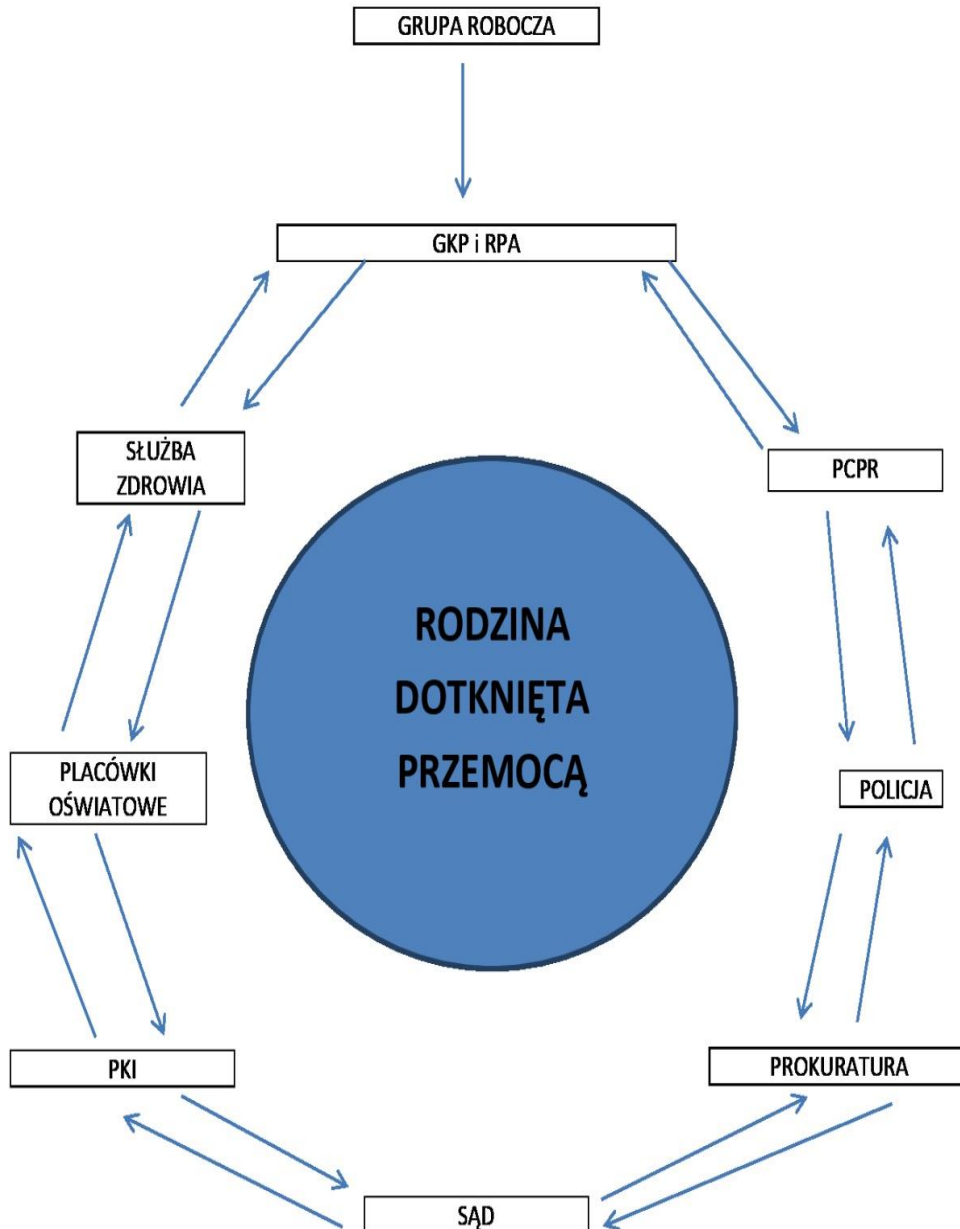 GRUPA ROBOCZA
GKP i RPA
SŁUŻBA
ZDROWIA
PCPR
RODZINA
DOTKNIĘTA
PRZEMOCĄ
PLACÓWKI
OŚWIATOWE
POLICJA
PKI
PROKURATURA
SĄD